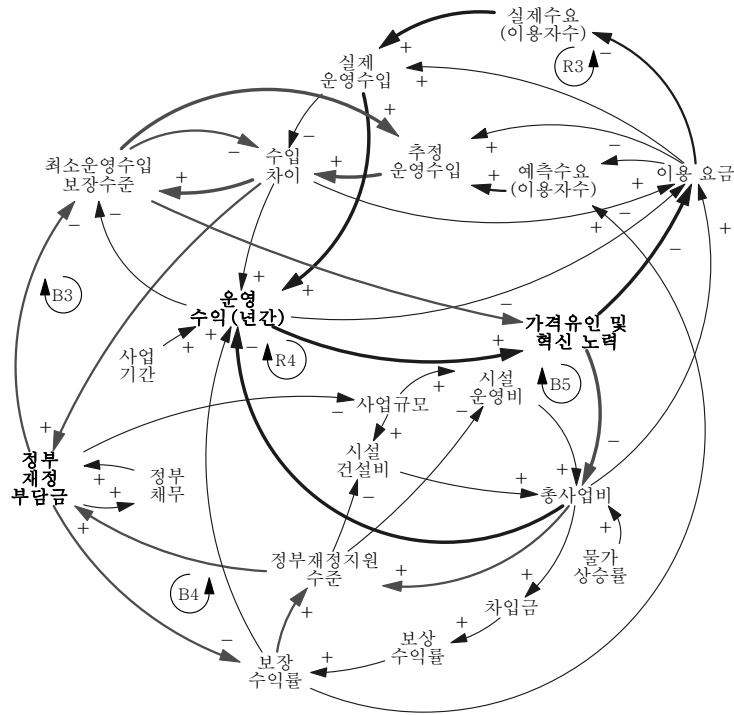 실제수요
(이용자수)
+
−
R3
실제
운영수입
+
+
−
추정
운영수입
+
최소운영수입
보장수준
−
+
수입
차이
+
+
+
예측수요
(이용자수)
−
이용 요금
+
−
+
−
−
+
−
B3
운영
수익(년간)
+
+
−
가격유인 및
혁신 노력
+
사업
기간
+
+
−
R4
B5
시설
운영비
사업규모
+
−
−
+
시설
건설비
−
+
−
정부
재정
부담금
+
정부
채무
+
+
+
+
총사업비
+
물가
상승률
정부재정지원
수준
+
+
B4
차입금
+
보상
수익률
+
+
−
보장
수익률
+